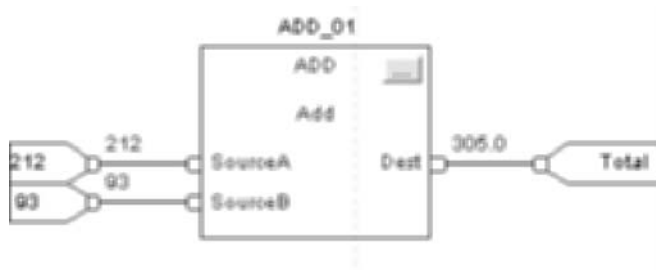 ADD_01
ADD
Add
212 212 SourceA Dest 305.0 Total
93 93 SourceB